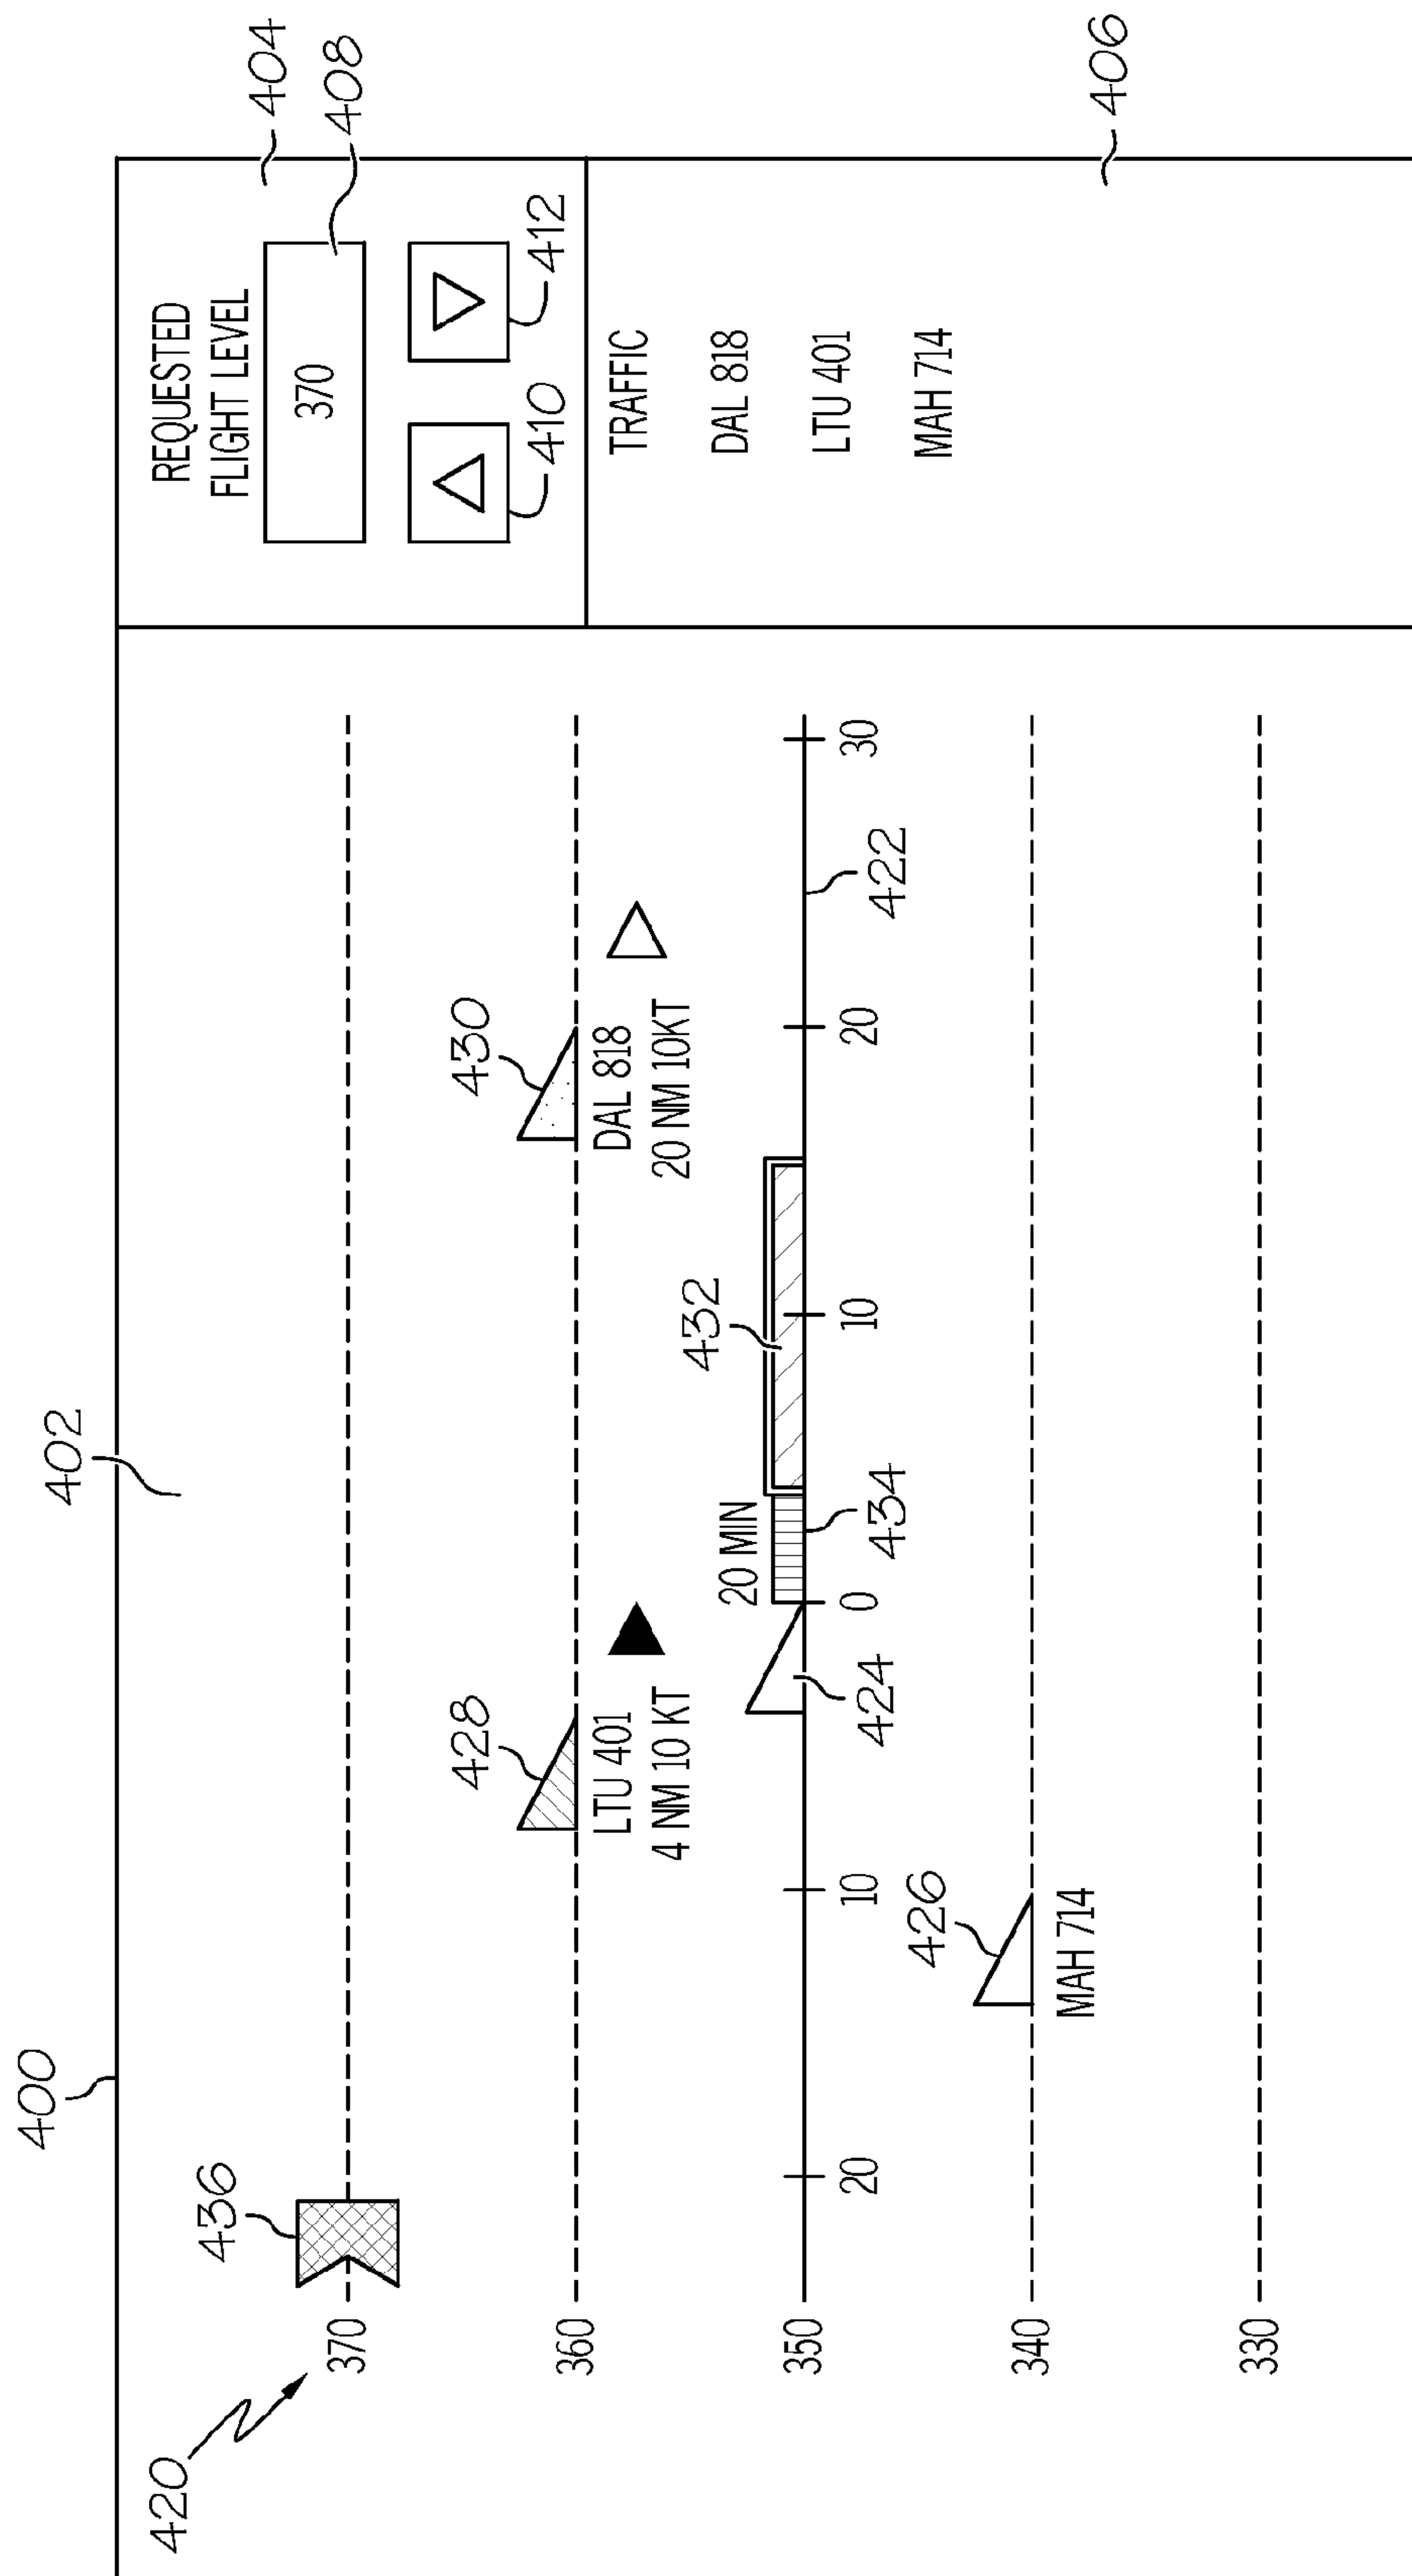 400
402
420
436
370
360
350
340
330
428
LTU 401
4 NM 10 KT
430
DAL 818
20 NM 10KT
20 MIN
432
434
424
422
20
10
0
10
20
30
426
MAH 714
REQUESTED
FLIGHT LEVEL
370
404
408
410
412
TRAFFIC
DAL 818
LTU 401
MAH 714
406